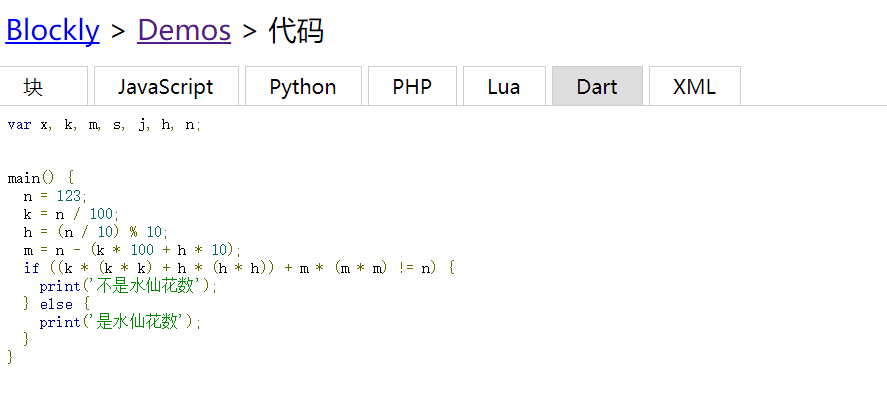 Blockly > Demos > 代码
块 JavaScript Python PHP Lua Dart XML
var x, k, m, s, j, h, n;
main() {
  n = 123;
  k = n / 100;
  h = (n / 10) % 10;
  m = n - (k * 100 + h * 10);
  if ((k * (k * k) + h * (h * h)) + m * (m * m) != n) {
    print('不是水仙花数');
  } else {
    print('是水仙花数');
  }
}